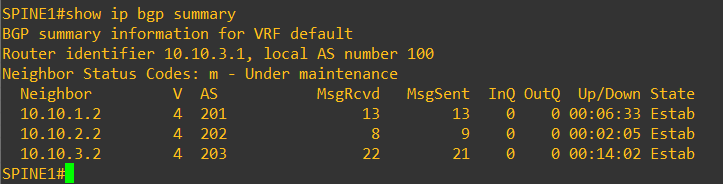 SPINE1#show ip bgp summary
BGP summary information for VRF default
Router identifier 10.10.3.1, local AS number 100
Neighbor Status Codes: m - Under maintenance
Neighbor V AS MsgRcvd MsgSent InQ OutQ Up/Down State
10.10.1.2 4 201 13 13 0 0 00:06:33 Estab
10.10.2.2 4 202 8 9 0 0 00:02:05 Estab
10.10.3.2 4 203 22 21 0 0 00:14:02 Estab
SPINE1#